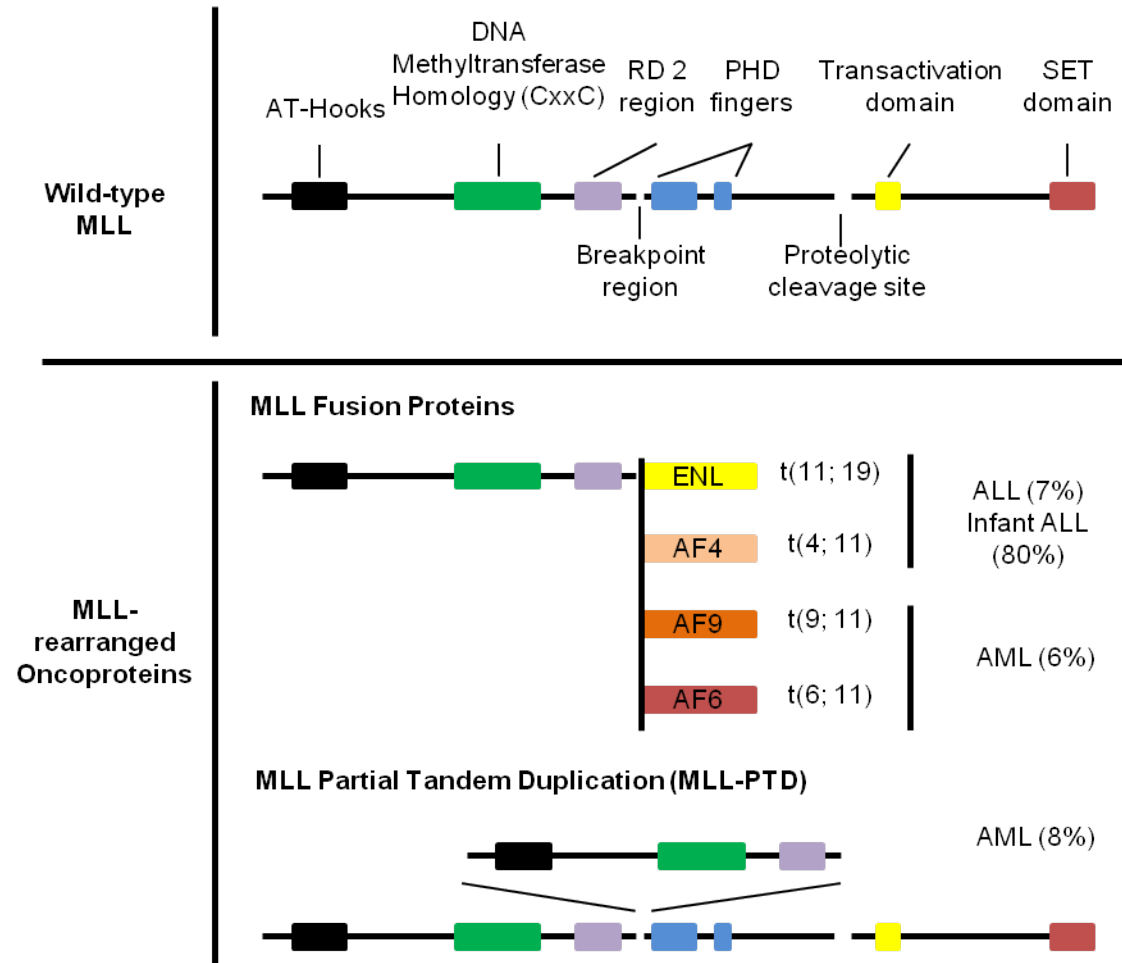 Wild-type
MLL
AT-Hooks
DNA
Methyltransferase
Homology (CxxC)
RD 2
region
PHD
fingers
Transactivation
domain
SET
domain
Breakpoint
region
Proteolytic
cleavage site
MLL-
rearranged
Oncoproteins
MLL Fusion Proteins
ENL t(11; 19)
AF4 t(4; 11)
ALL (7%)
Infant ALL
(80%)
AF9 t(9; 11)
AF6 t(6; 11)
AML (6%)
MLL Partial Tandem Duplication (MLL-PTD)
AML (8%)